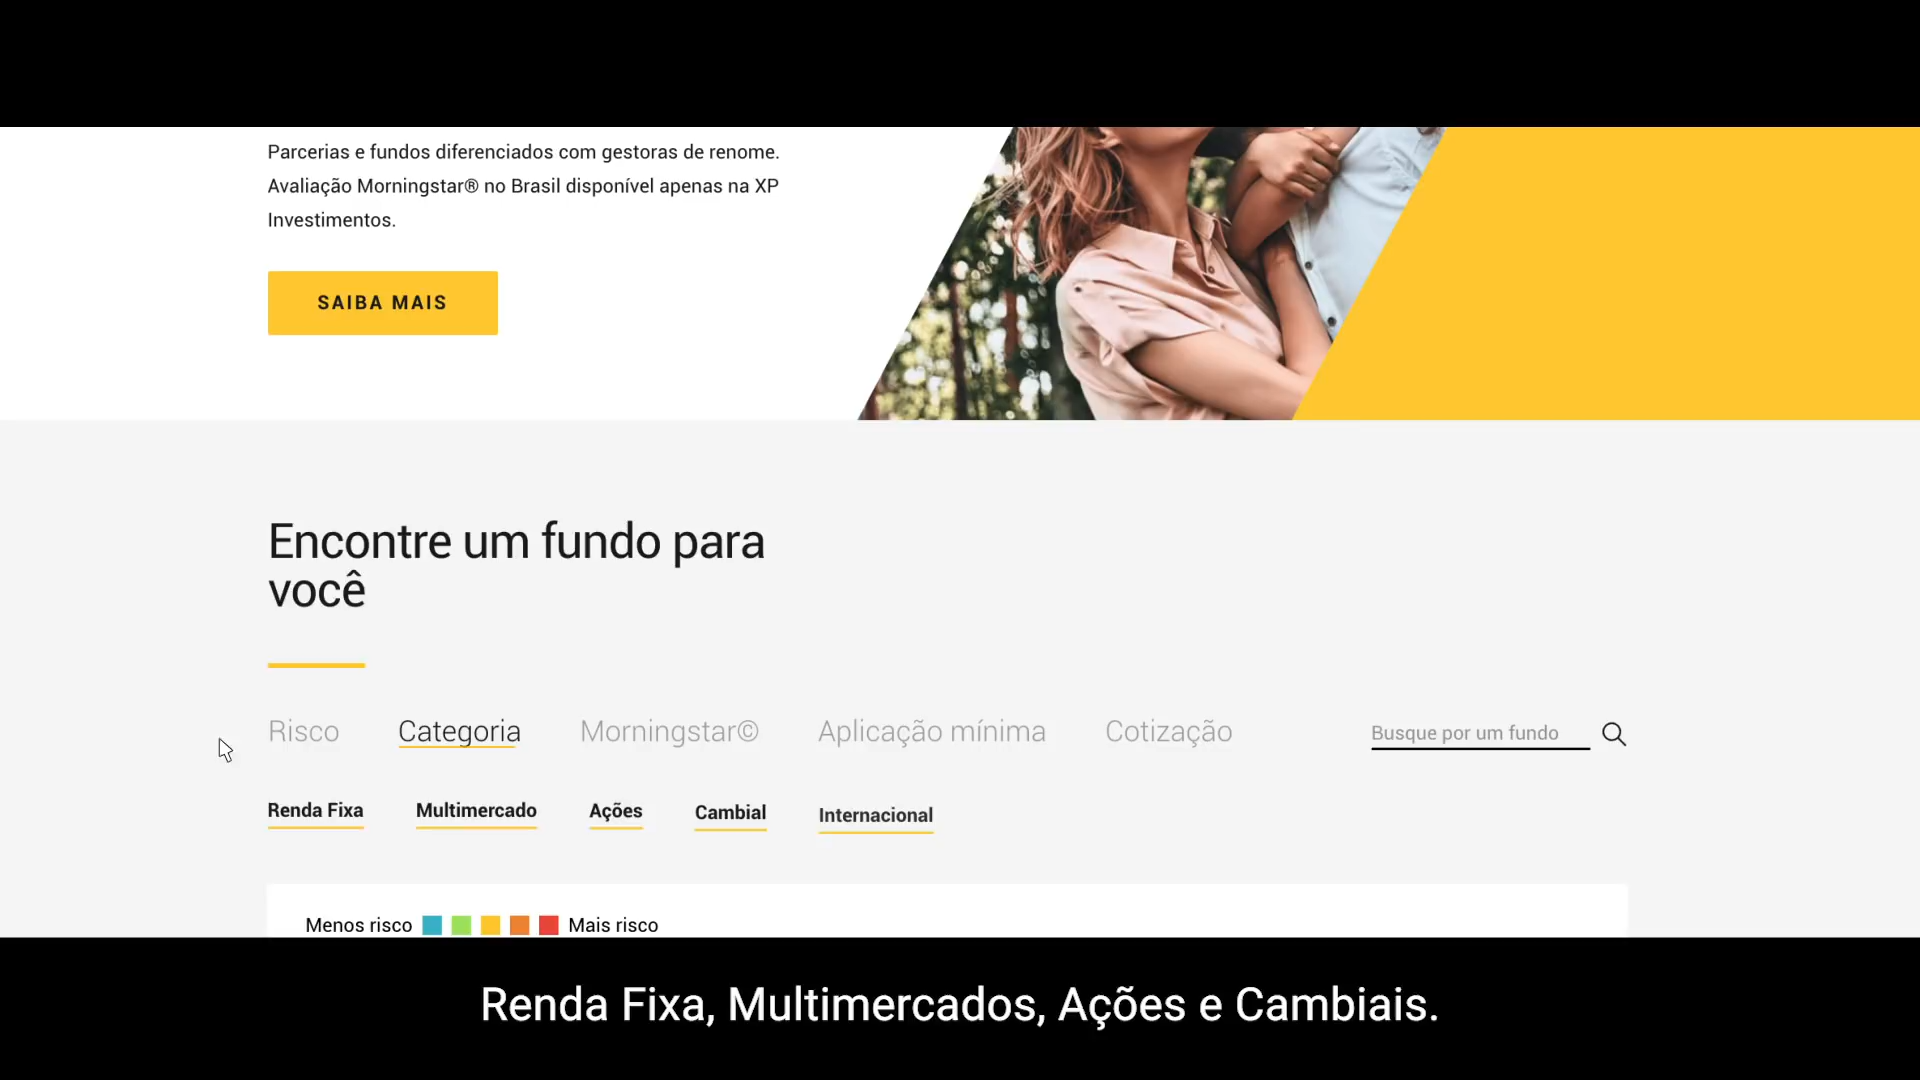 Parcerias e fundos diferenciados com gestoras de renome.
Avaliação Morningstar® no Brasil disponível apenas na XP
Investimentos.
SAIBA MAIS
Encontre um fundo para
você
Risco Categoria Morningstar© Aplicação mínima Cotização Busque por um fundo
Renda Fixa Multimercado Ações Cambial Internacional
Menos risco Mais risco
Renda Fixa, Multimercados, Ações e Cambiais.